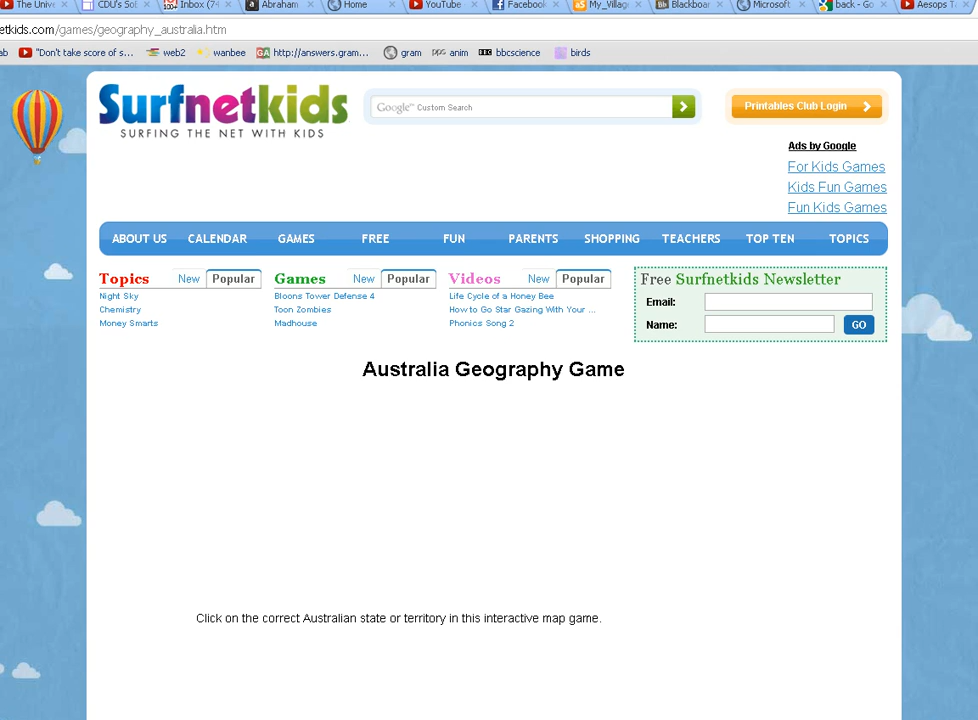 The Unive CDU's Sol Inbox (74 Abraham Home YouTube Facebook My_Village Blackboar Microsoft back - Go Aesops T
etkids.com/games/geography_australia.htm
ab "Don't take score of s... web2 wanbee http://answers.gram... gram anim bbcscience birds
Surfnetkids
SURFING THE NET WITH KIDS
Google™ Custom Search
Printables Club Login
Ads by Google
For Kids Games
Kids Fun Games
Fun Kids Games
ABOUT US CALENDAR GAMES FREE FUN PARENTS SHOPPING TEACHERS TOP TEN TOPICS
Topics New Popular
Night Sky
Chemistry
Money Smarts
Games New Popular
Bloons Tower Defense 4
Toon Zombies
Madhouse
Videos New Popular
Life Cycle of a Honey Bee
How to Go Star Gazing With Your ...
Phonics Song 2
Free Surfnetkids Newsletter
Email:
Name: GO
Australia Geography Game
Click on the correct Australian state or territory in this interactive map game.